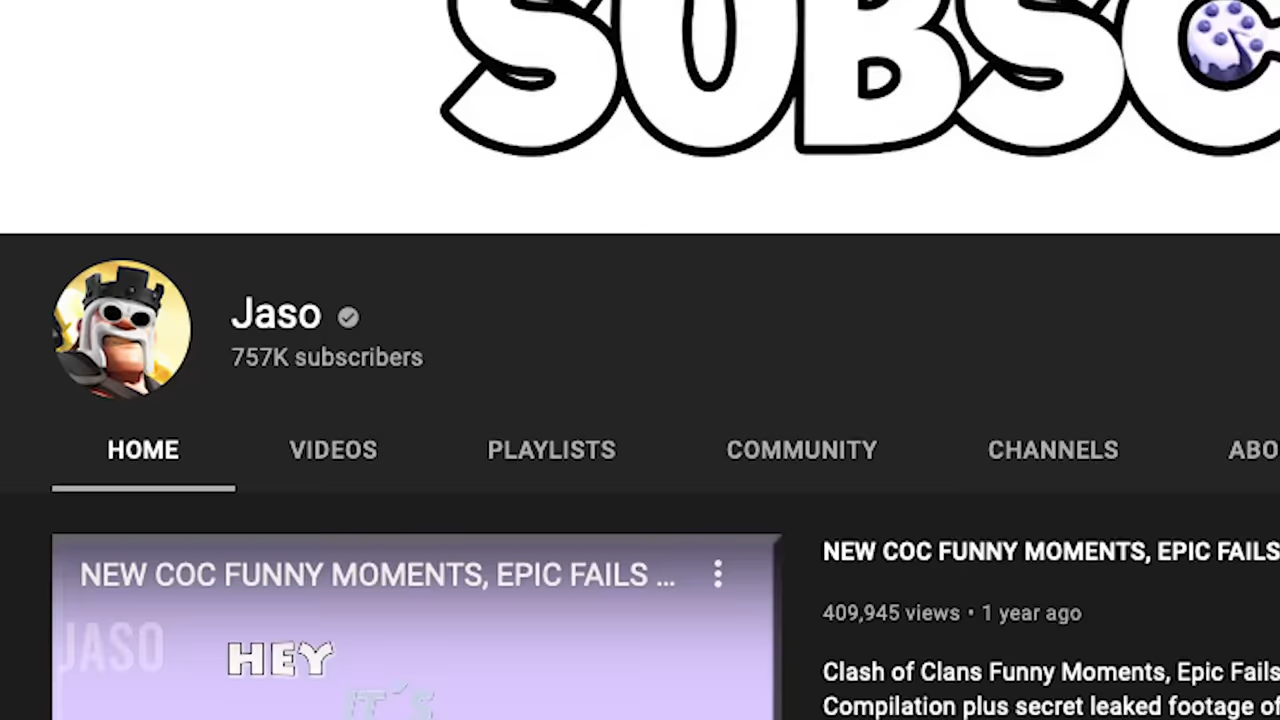 SUBSC
Jaso
757K subscribers
HOME VIDEOS PLAYLISTS COMMUNITY CHANNELS ABO
NEW COC FUNNY MOMENTS, EPIC FAILS ...
NEW COC FUNNY MOMENTS, EPIC FAILS
409,945 views • 1 year ago
JASO
HEY
IT´S
Clash of Clans Funny Moments, Epic Fails
Compilation plus secret leaked footage of